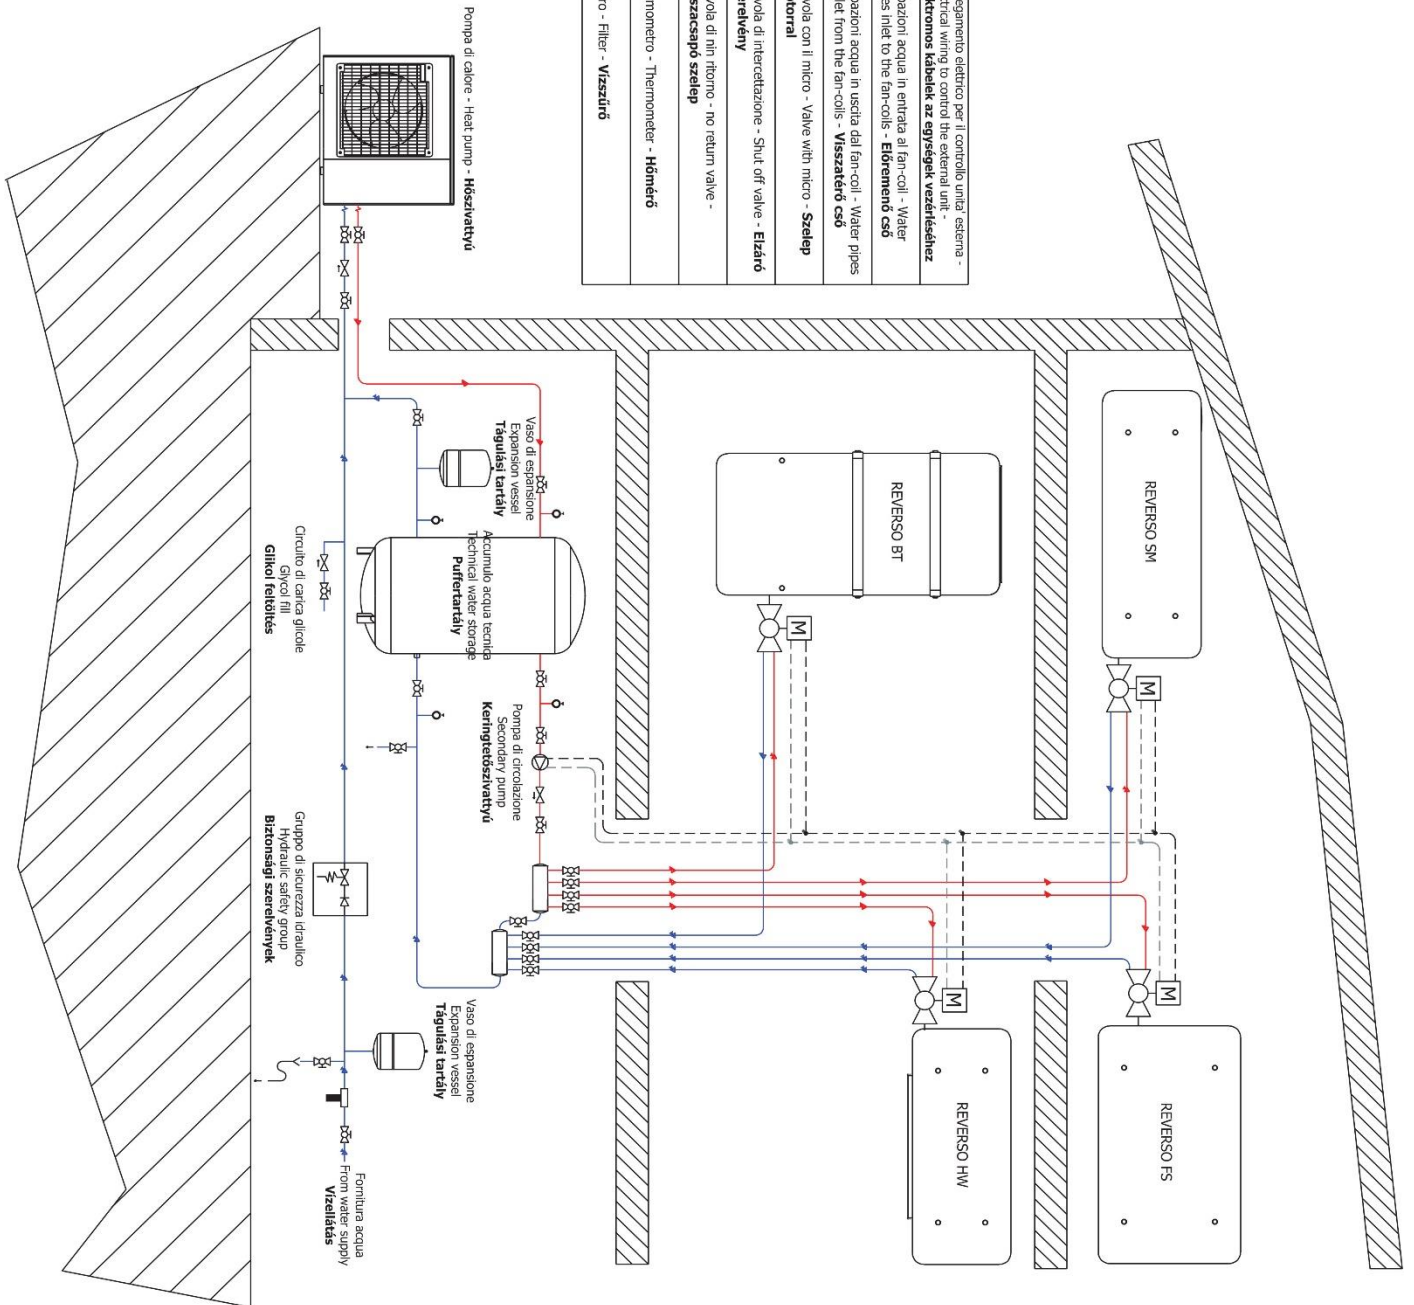 Pompa di calore - Heat pump - Hőszivattyú
egamento elettrico per il controllo unita' esterna -
ctrical wiring to control the external unit -
ktromos kábelek az egységek vezérléséhez
bazioni acqua in entrata al fan-coil - Water
es inlet to the fan-coils - Előremenő cső
bazioni acqua in uscita dal fan-coil - Water pipes
let from the fan-coils - Visszatérő cső
vola con il micro - Valve with micro - Szelep
otorral
vola di intercettazione - Shut off valve - Elzáró
erelvény
vola di nin ritorno - no return valve -
szacsapó szelep
mometro - Thermometer - Hőmérő
ro - Filter - Vízszűrő
REVERSO SM
REVERSO BT
REVERSO FS
REVERSO HW
M
M
M
M
Vaso di espansione
Expansion vessel
Tágulási tartály
Accumulo acqua tecnica
Technical water storage
Puffertartály
Circuito di carica glicole
Glycol fill
Glikol feltöltés
Pompa di circolazione
Secondary pump
Keringtetőszivattyú
Gruppo di sicurezza idraulico
Hydraulic safety group
Biztonsági szerelvények
Vaso di espansione
Expansion vessel
Tágulási tartály
Fornitura acqua
From water supply
Vízellátás